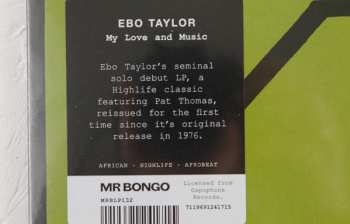 EBO TAYLOR
My Love and Music
Ebo Taylor's seminal
solo debut LP, a
Highlife classic
featuring Pat Thomas,
reissued for the first
time since it's original
release in 1976.
AFRICAN - HIGHLIFE - AFROBEAT
MR BONGO
Licensed from
Gapophone
Records.
MRBLP132
7119691241715